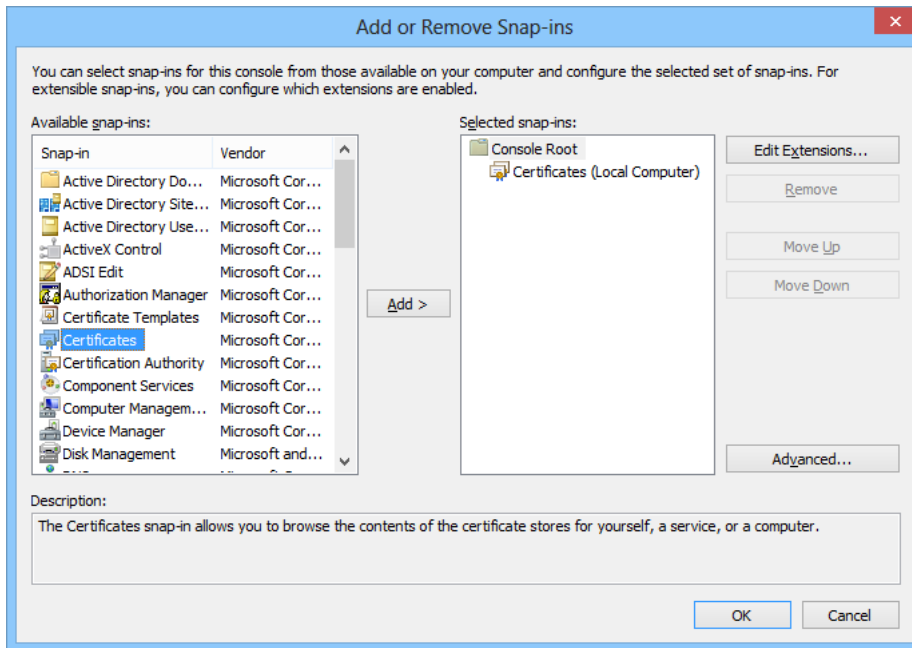 Add or Remove Snap-ins
You can select snap-ins for this console from those available on your computer and configure the selected set of snap-ins. For
extensible snap-ins, you can configure which extensions are enabled.
Available snap-ins:
Snap-in Vendor
Active Directory Do... Microsoft Cor...
Active Directory Site... Microsoft Cor...
Active Directory Use... Microsoft Cor...
ActiveX Control Microsoft Cor...
ADSI Edit Microsoft Cor...
Authorization Manager Microsoft Cor...
Certificate Templates Microsoft Cor...
Certificates Microsoft Cor...
Certification Authority Microsoft Cor...
Component Services Microsoft Cor...
Computer Managem... Microsoft Cor...
Device Manager Microsoft Cor...
Disk Management Microsoft and...
Add >
Selected snap-ins:
Console Root
Certificates (Local Computer)
Edit Extensions...
Remove
Move Up
Move Down
Advanced...
Description:
The Certificates snap-in allows you to browse the contents of the certificate stores for yourself, a service, or a computer.
OK
Cancel